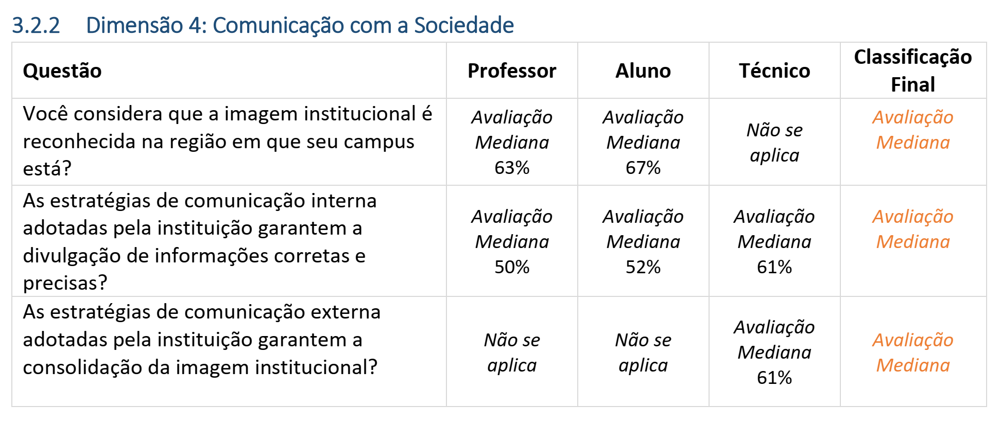 3.2.2 Dimensão 4: Comunicação com a Sociedade
Questão
Professor
Aluno
Técnico
Classificação
Final
Você considera que a imagem institucional é
reconhecida na região em que seu campus
está?
Avaliação
Mediana
63%
Avaliação
Mediana
67%
Não se
aplica
Avaliação
Mediana
As estratégias de comunicação interna
adotadas pela instituição garantem a
divulgação de informações corretas e
precisas?
Avaliação
Mediana
50%
Avaliação
Mediana
52%
Avaliação
Mediana
61%
Avaliação
Mediana
As estratégias de comunicação externa
adotadas pela instituição garantem a
consolidação da imagem institucional?
Não se
aplica
Não se
aplica
Avaliação
Mediana
61%
Avaliação
Mediana